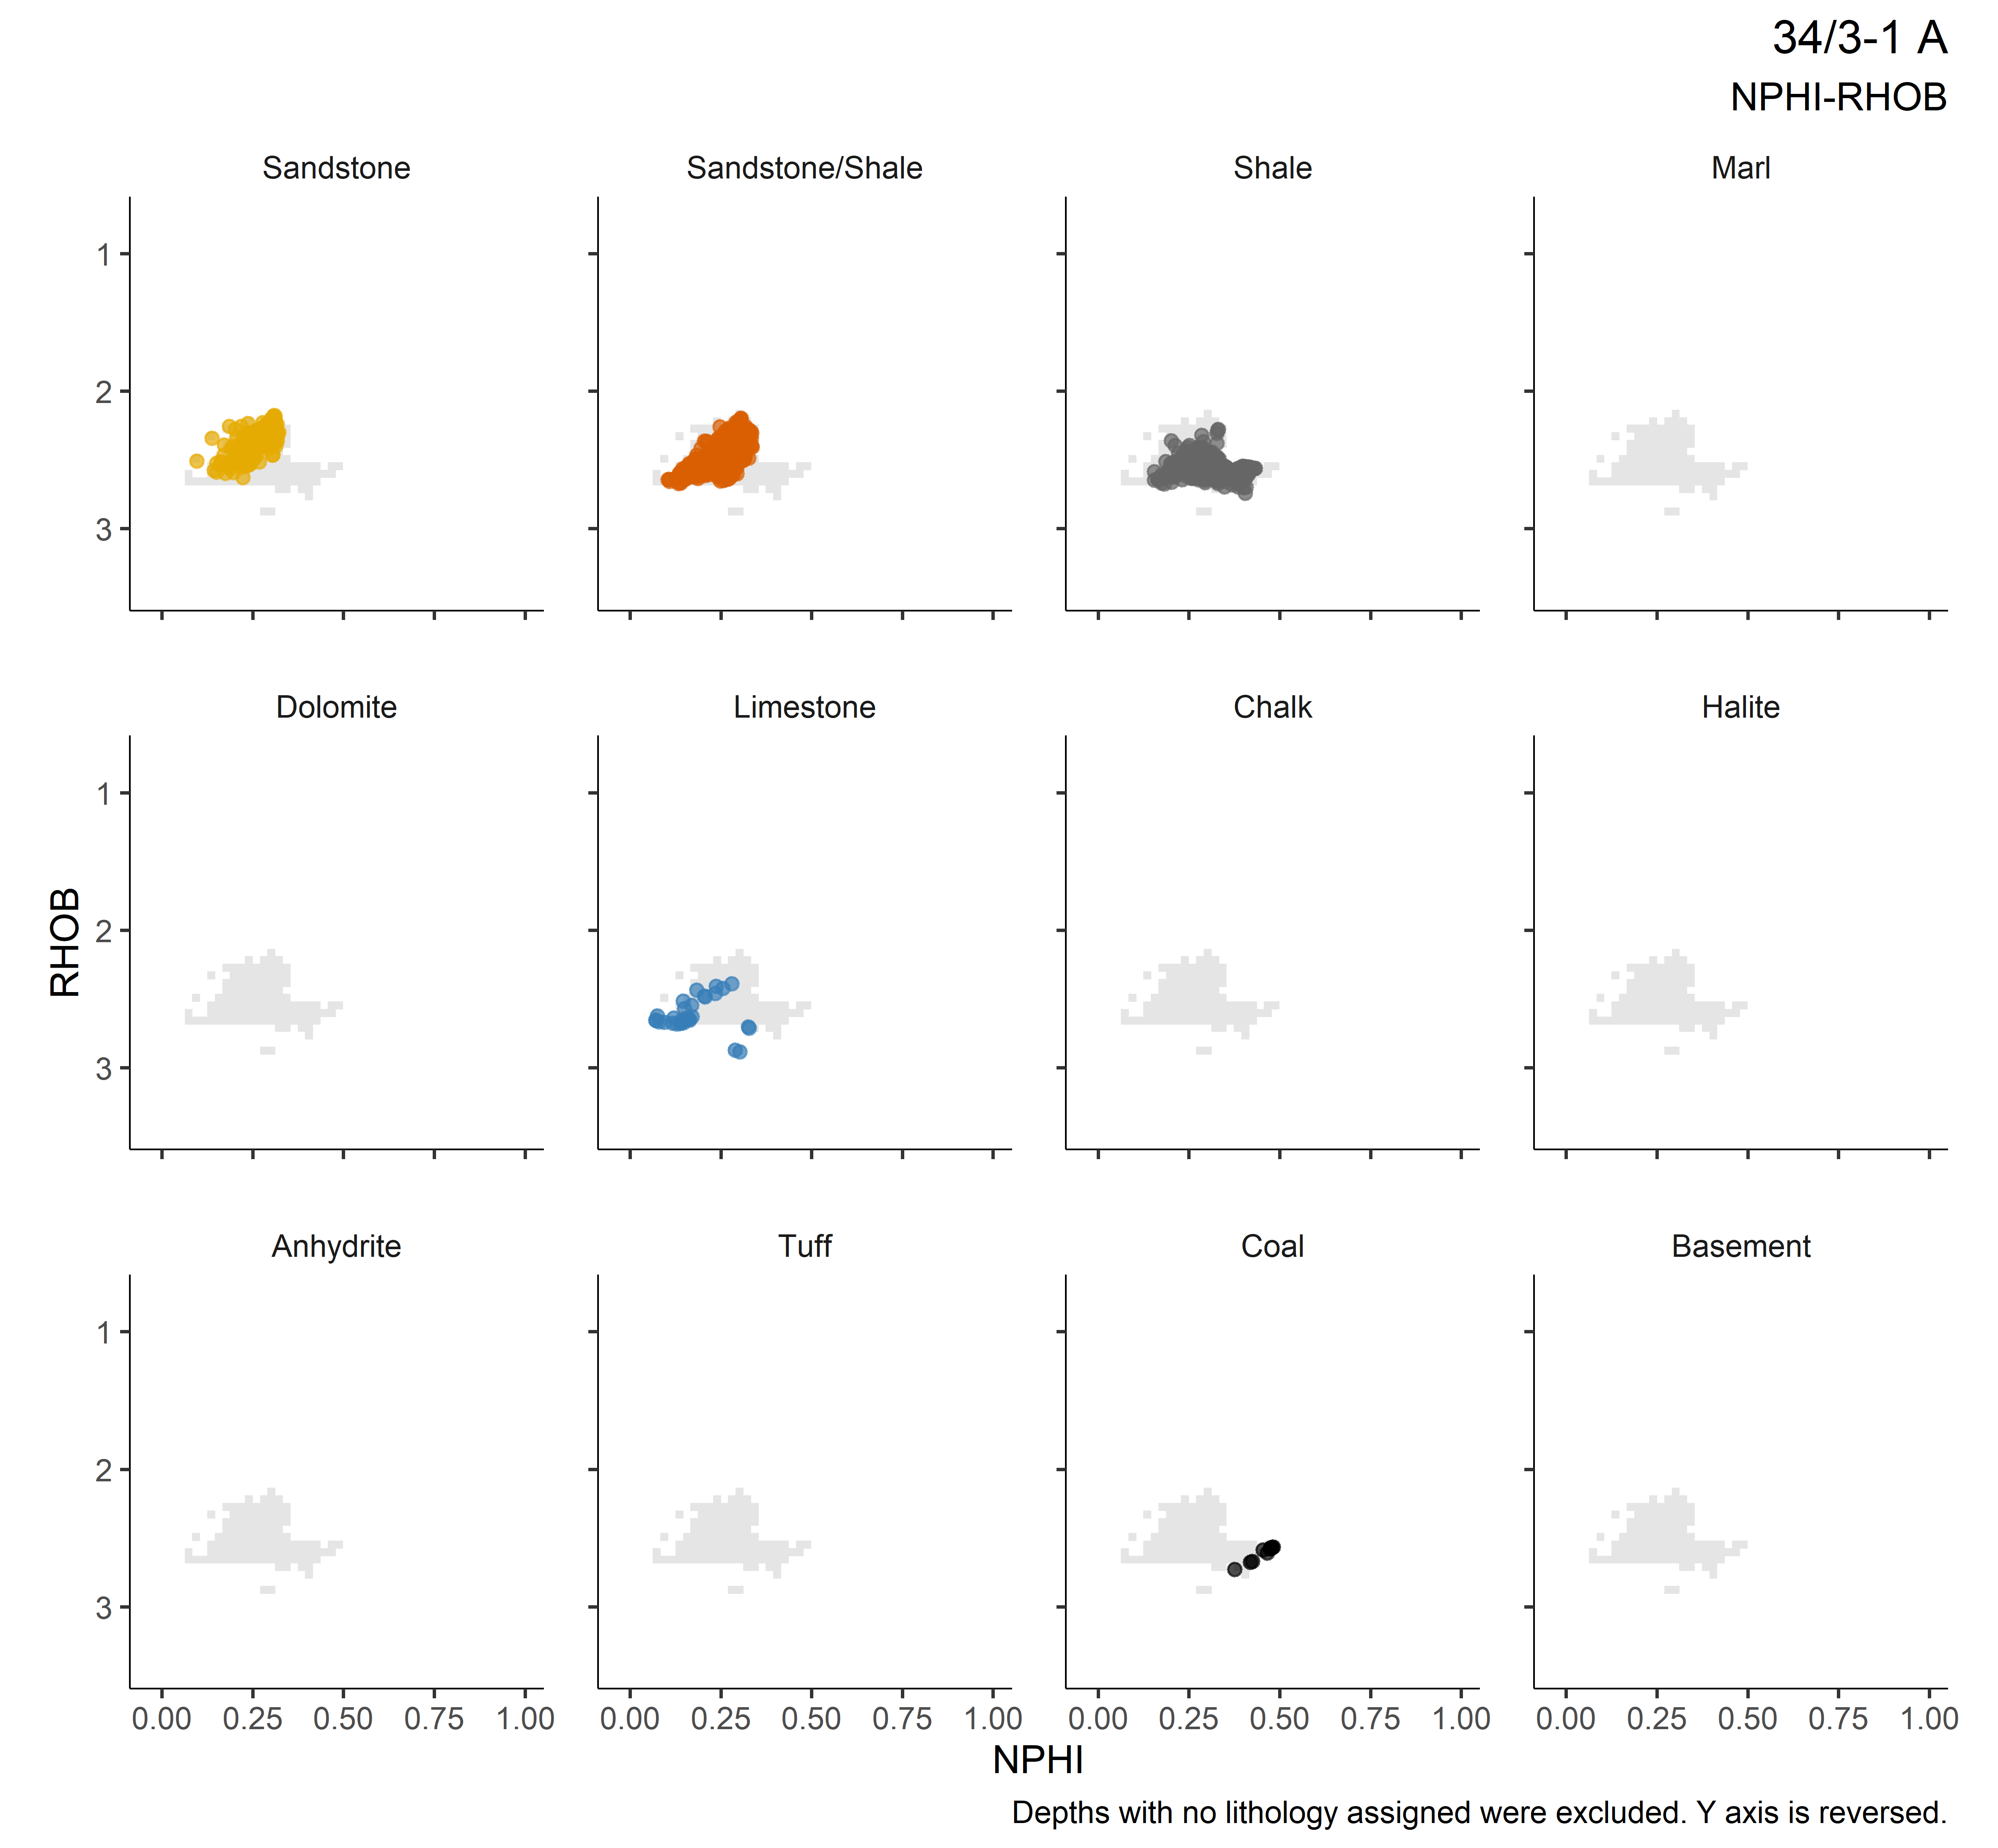 34/3-1 A
NPHI-RHOB
Sandstone
Sandstone/Shale
Shale
Marl
1
2
3
Dolomite
Limestone
Chalk
Halite
RHOB
1
2
3
Anhydrite
Tuff
Coal
Basement
1
2
3
0.00 0.25 0.50 0.75 1.00
0.00 0.25 0.50 0.75 1.00
0.00 0.25 0.50 0.75 1.00
0.00 0.25 0.50 0.75 1.00
NPHI
Depths with no lithology assigned were excluded. Y axis is reversed.